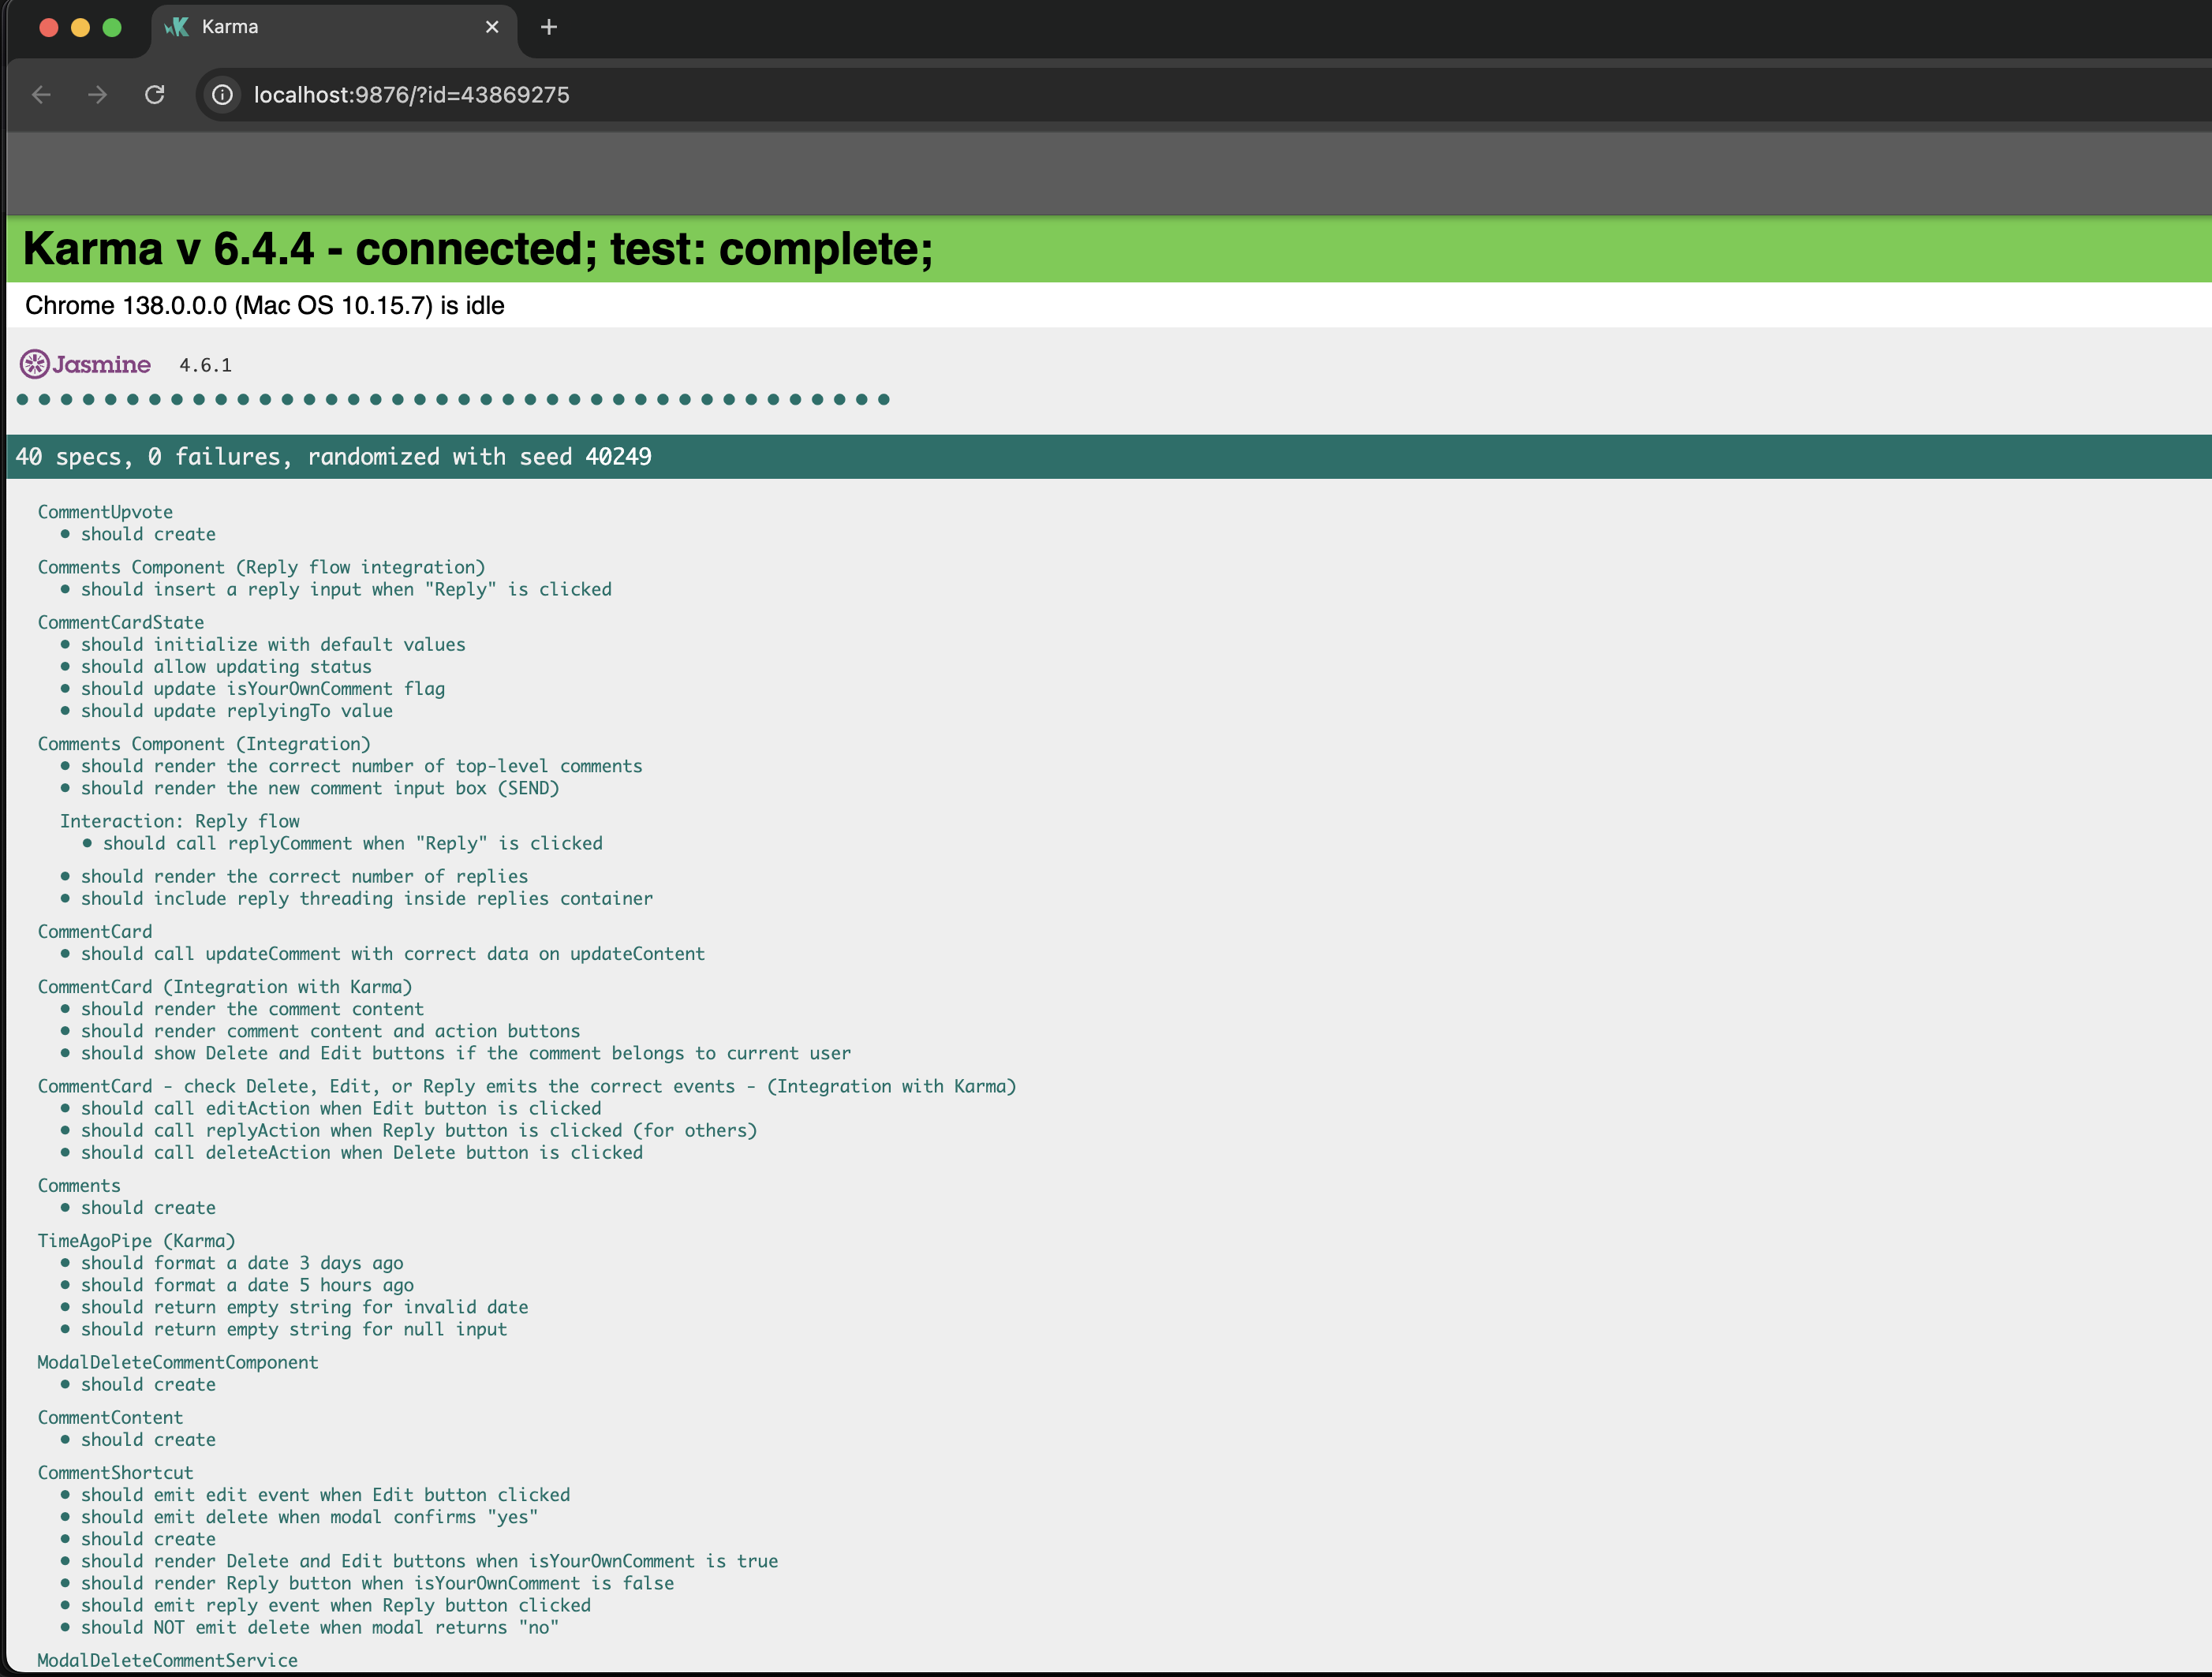 Karma
localhost:9876/?id=43869275
Karma v 6.4.4 - connected; test: complete;
Chrome 138.0.0.0 (Mac OS 10.15.7) is idle
Jasmine 4.6.1
40 specs, 0 failures, randomized with seed 40249
CommentUpvote
• should create
Comments Component (Reply flow integration)
• should insert a reply input when "Reply" is clicked
CommentCardState
• should initialize with default values
• should allow updating status
• should update isYourOwnComment flag
• should update replyingTo value
Comments Component (Integration)
• should render the correct number of top-level comments
• should render the new comment input box (SEND)
Interaction: Reply flow
• should call replyComment when "Reply" is clicked
• should render the correct number of replies
• should include reply threading inside replies container
CommentCard
• should call updateComment with correct data on updateContent
CommentCard (Integration with Karma)
• should render the comment content
• should render comment content and action buttons
• should show Delete and Edit buttons if the comment belongs to current user
CommentCard - check Delete, Edit, or Reply emits the correct events - (Integration with Karma)
• should call editAction when Edit button is clicked
• should call replyAction when Reply button is clicked (for others)
• should call deleteAction when Delete button is clicked
Comments
• should create
TimeAgoPipe (Karma)
• should format a date 3 days ago
• should format a date 5 hours ago
• should return empty string for invalid date
• should return empty string for null input
ModalDeleteCommentComponent
• should create
CommentContent
• should create
CommentShortcut
• should emit edit event when Edit button clicked
• should emit delete when modal confirms "yes"
• should create
• should render Delete and Edit buttons when isYourOwnComment is true
• should render Reply button when isYourOwnComment is false
• should emit reply event when Reply button clicked
• should NOT emit delete when modal returns "no"
ModalDeleteCommentService